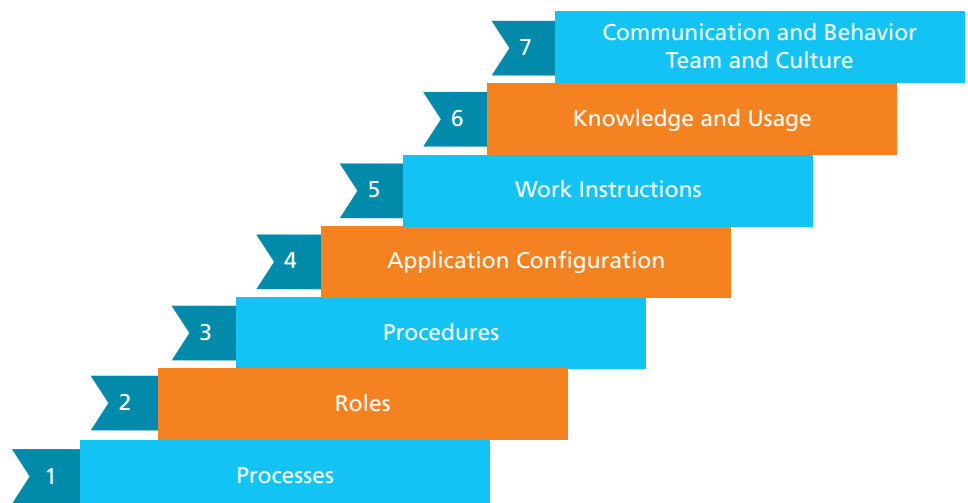 7
Communication and Behavior
Team and Culture
6
Knowledge and Usage
5
Work Instructions
4
Application Configuration
3
Procedures
2
Roles
1
Processes